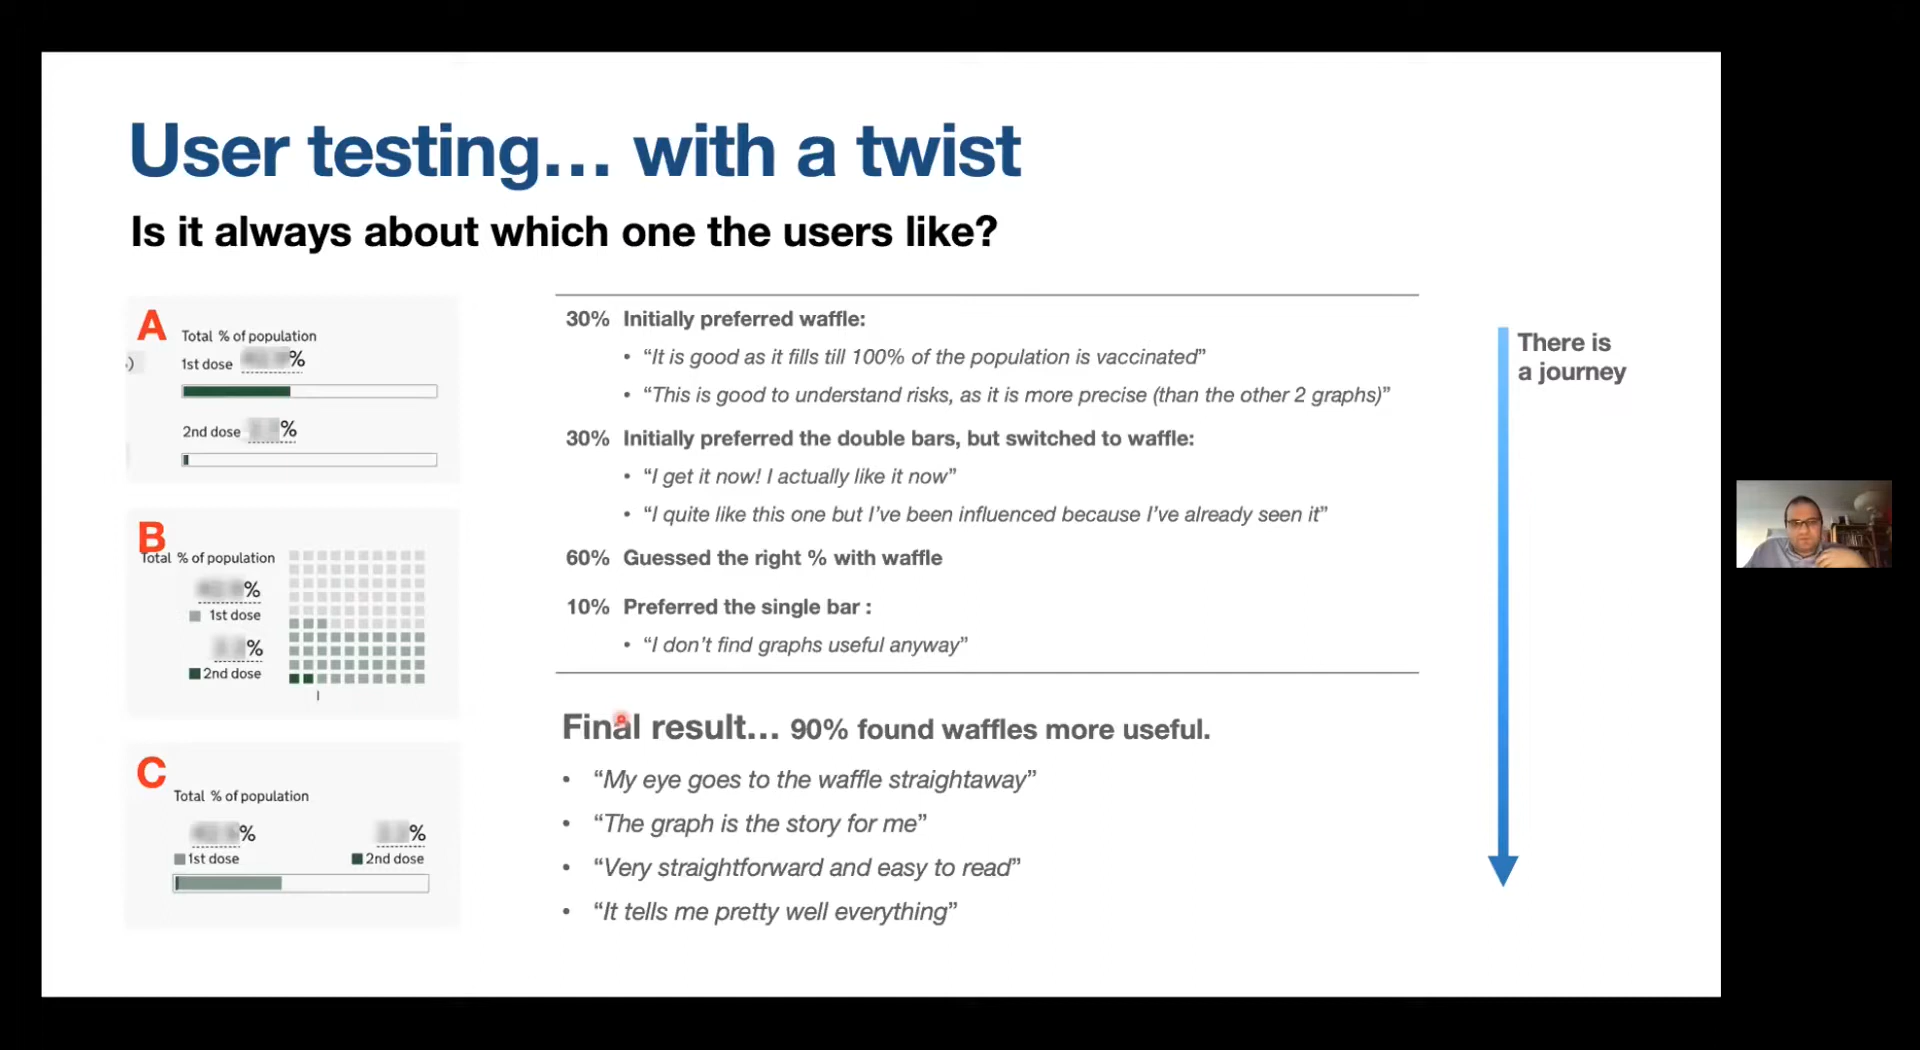 User testing… with a twist
Is it always about which one the users like?
A
Total % of population
1st dose %
2nd dose %
B
Total % of population
%
1st dose
%
2nd dose
C
Total % of population
% %
1st dose 2nd dose
30% Initially preferred waffle:
• “It is good as it fills till 100% of the population is vaccinated”
• “This is good to understand risks, as it is more precise (than the other 2 graphs)”
30% Initially preferred the double bars, but switched to waffle:
• “I get it now! I actually like it now”
• “I quite like this one but I’ve been influenced because I’ve already seen it”
60% Guessed the right % with waffle
10% Preferred the single bar :
• “I don’t find graphs useful anyway”
Final result… 90% found waffles more useful.
• “My eye goes to the waffle straightaway”
• “The graph is the story for me”
• “Very straightforward and easy to read”
• “It tells me pretty well everything”
There is
a journey